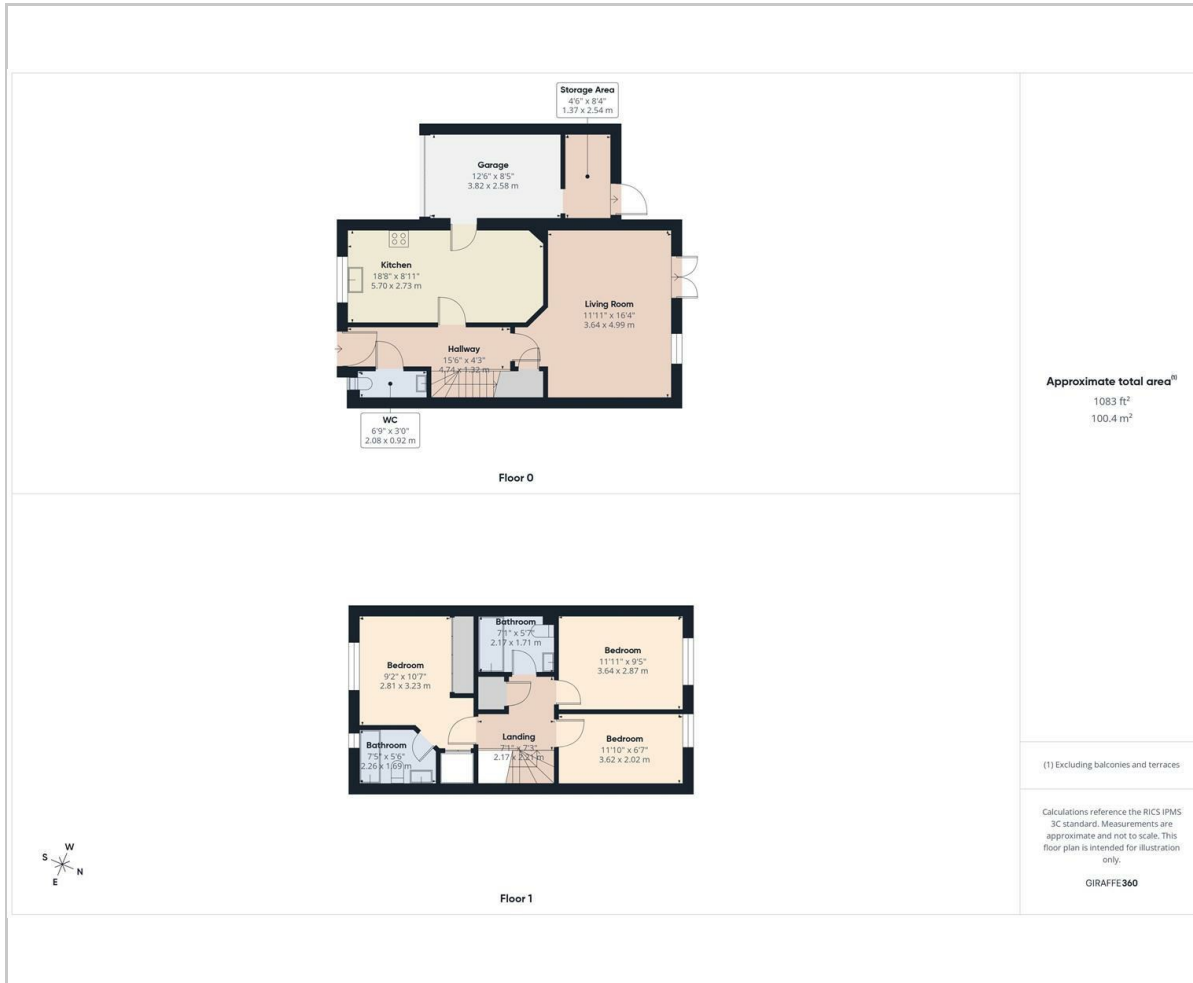 Storage Area
4'6" x 8'4"
1.37 x 2.54 m
Garage
12'6" x 8'5"
3.82 x 2.58 m
Kitchen
18'8" x 8'11"
5.70 x 2.73 m
Living Room
11'11" x 16'4"
3.64 x 4.99 m
Hallway
15'6" x 4'3"
4.74 x 1.32 m
WC
6'9" x 3'0"
2.08 x 0.92 m
Floor 0
Approximate total area(1)
1083 ft²
100.4 m²
Bathroom
7'1" x 5'7"
2.17 x 1.71 m
Bedroom
9'2" x 10'7"
2.81 x 3.23 m
Bedroom
11'11" x 9'5"
3.64 x 2.87 m
Landing
7'1" x 7'3"
2.17 x 2.21 m
Bathroom
7'5" x 5'6"
2.26 x 1.69 m
Bedroom
11'10" x 6'7"
3.62 x 2.02 m
(1) Excluding balconies and terraces
Calculations reference the RICS IPMS
3C standard. Measurements are
approximate and not to scale. This
floor plan is intended for illustration
only.
GIRAFFE360
W
S
N
E
Floor 1